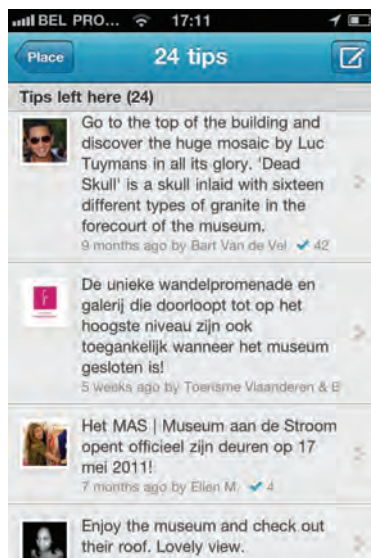 BEL PRO... 17:11
Place
24 tips
Tips left here (24)
Go to the top of the building and
discover the huge mosaic by Luc
Tuymans in all its glory. 'Dead
Skull' is a skull inlaid with sixteen
different types of granite in the
forecourt of the museum.
9 months ago by Bart Van de Vel ✔ 42
De unieke wandelpromenade en
galerij die doorloopt tot op het
hoogste niveau zijn ook
toegankelijk wanneer het museum
gesloten is!
5 weeks ago by Toerisme Vlaanderen & B
Het MAS | Museum aan de Stroom
opent officieel zijn deuren op 17
mei 2011!
7 months ago by Ellen M. ✔ 4
Enjoy the museum and check out
their roof. Lovely view.